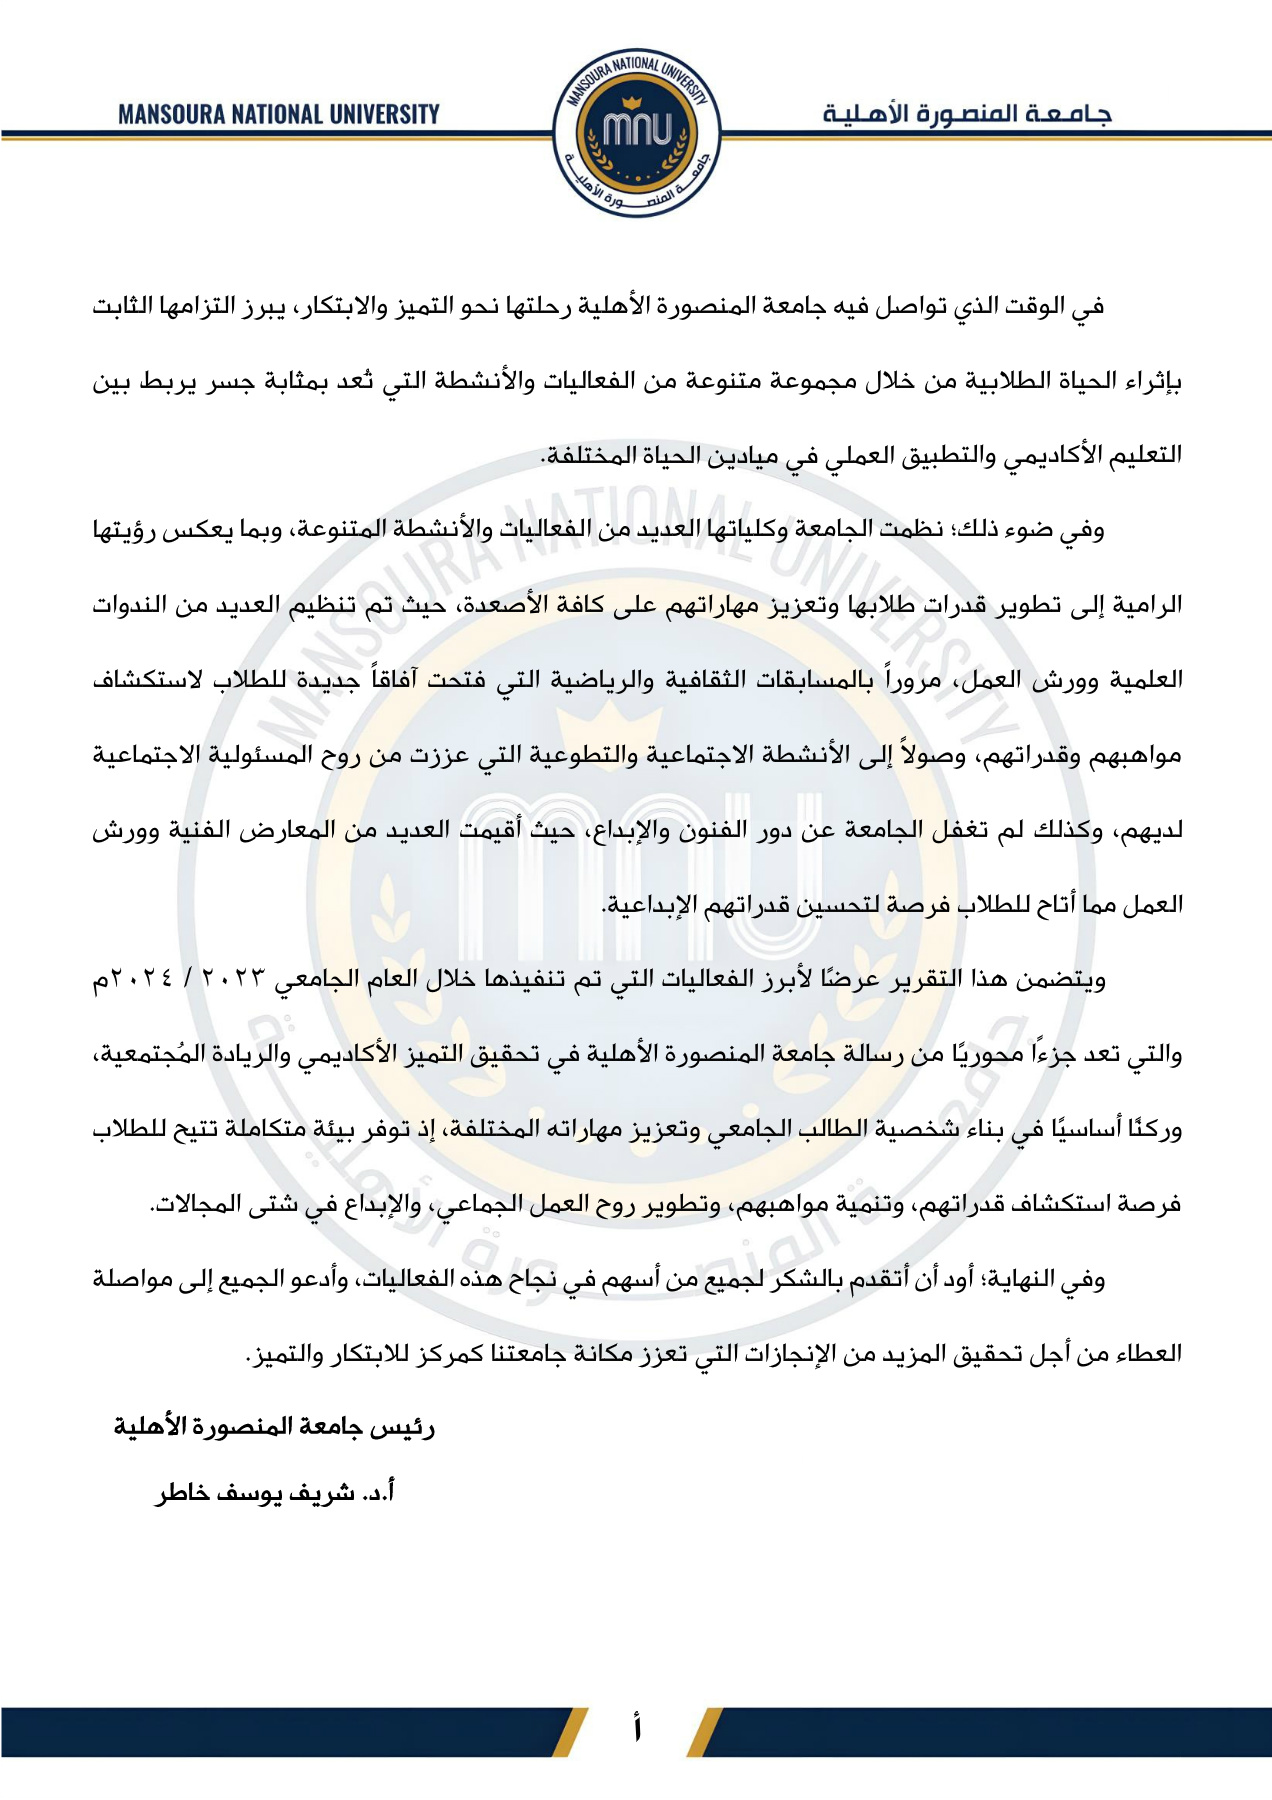 MANSOURA NATIONAL UNIVERSITY
جامعة المنصورة الأهلية
MANSOURA NATIONAL UNIVERSITY
mnu
جامعة المنصورة الأهلية
في الوقت الذي تواصل فيه جامعة المنصورة الأهلية رحلتها نحو التميز والابتكار، يبرز التزامها الثابت
بإثراء الحياة الطلابية من خلال مجموعة متنوعة من الفعاليات والأنشطة التي تُعد بمثابة جسر يربط بين
التعليم الأكاديمي والتطبيق العملي في ميادين الحياة المختلفة.
وفي ضوء ذلك؛ نظمت الجامعة وكلياتها العديد من الفعاليات والأنشطة المتنوعة، وبما يعكس رؤيتها
الرامية إلى تطوير قدرات طلابها وتعزيز مهاراتهم على كافة الأصعدة، حيث تم تنظيم العديد من الندوات
العلمية وورش العمل، مروراً بالمسابقات الثقافية والرياضية التي فتحت آفاقاً جديدة للطلاب لاستكشاف
مواهبهم وقدراتهم، وصولاً إلى الأنشطة الاجتماعية والتطوعية التي عززت من روح المسئولية الاجتماعية
لديهم، وكذلك لم تغفل الجامعة عن دور الفنون والإبداع، حيث أقيمت العديد من المعارض الفنية وورش
العمل مما أتاح للطلاب فرصة لتحسين قدراتهم الإبداعية.
ويتضمن هذا التقرير عرضًا لأبرز الفعاليات التي تم تنفيذها خلال العام الجامعي ٢٠٢٣ / ٢٠٢٤م
والتي تعد جزءًا محوريًا من رسالة جامعة المنصورة الأهلية في تحقيق التميز الأكاديمي والريادة المُجتمعية،
وركنًا أساسيًا في بناء شخصية الطالب الجامعي وتعزيز مهاراته المختلفة، إذ توفر بيئة متكاملة تتيح للطلاب
فرصة استكشاف قدراتهم، وتنمية مواهبهم، وتطوير روح العمل الجماعي، والإبداع في شتى المجالات.
وفي النهاية؛ أود أن أتقدم بالشكر لجميع من أسهم في نجاح هذه الفعاليات، وأدعو الجميع إلى مواصلة
العطاء من أجل تحقيق المزيد من الإنجازات التي تعزز مكانة جامعتنا كمركز للابتكار والتميز.
رئيس جامعة المنصورة الأهلية
أ.د. شريف يوسف خاطر
أ